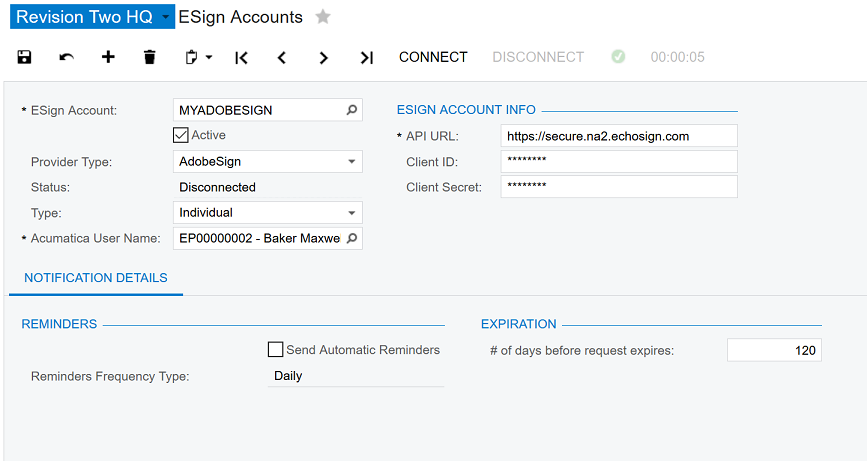 Revision Two HQ ESign Accounts
CONNECT DISCONNECT 00:00:05
* ESign Account: MYADOBESIGN
Active
Provider Type: AdobeSign
Status: Disconnected
Type: Individual
* Acumatica User Name: EP00000002 - Baker Maxwe
ESIGN ACCOUNT INFO
* API URL: https://secure.na2.echosign.com
Client ID: ********
Client Secret: ********
NOTIFICATION DETAILS
REMINDERS
Send Automatic Reminders
Reminders Frequency Type: Daily
EXPIRATION
# of days before request expires: 120